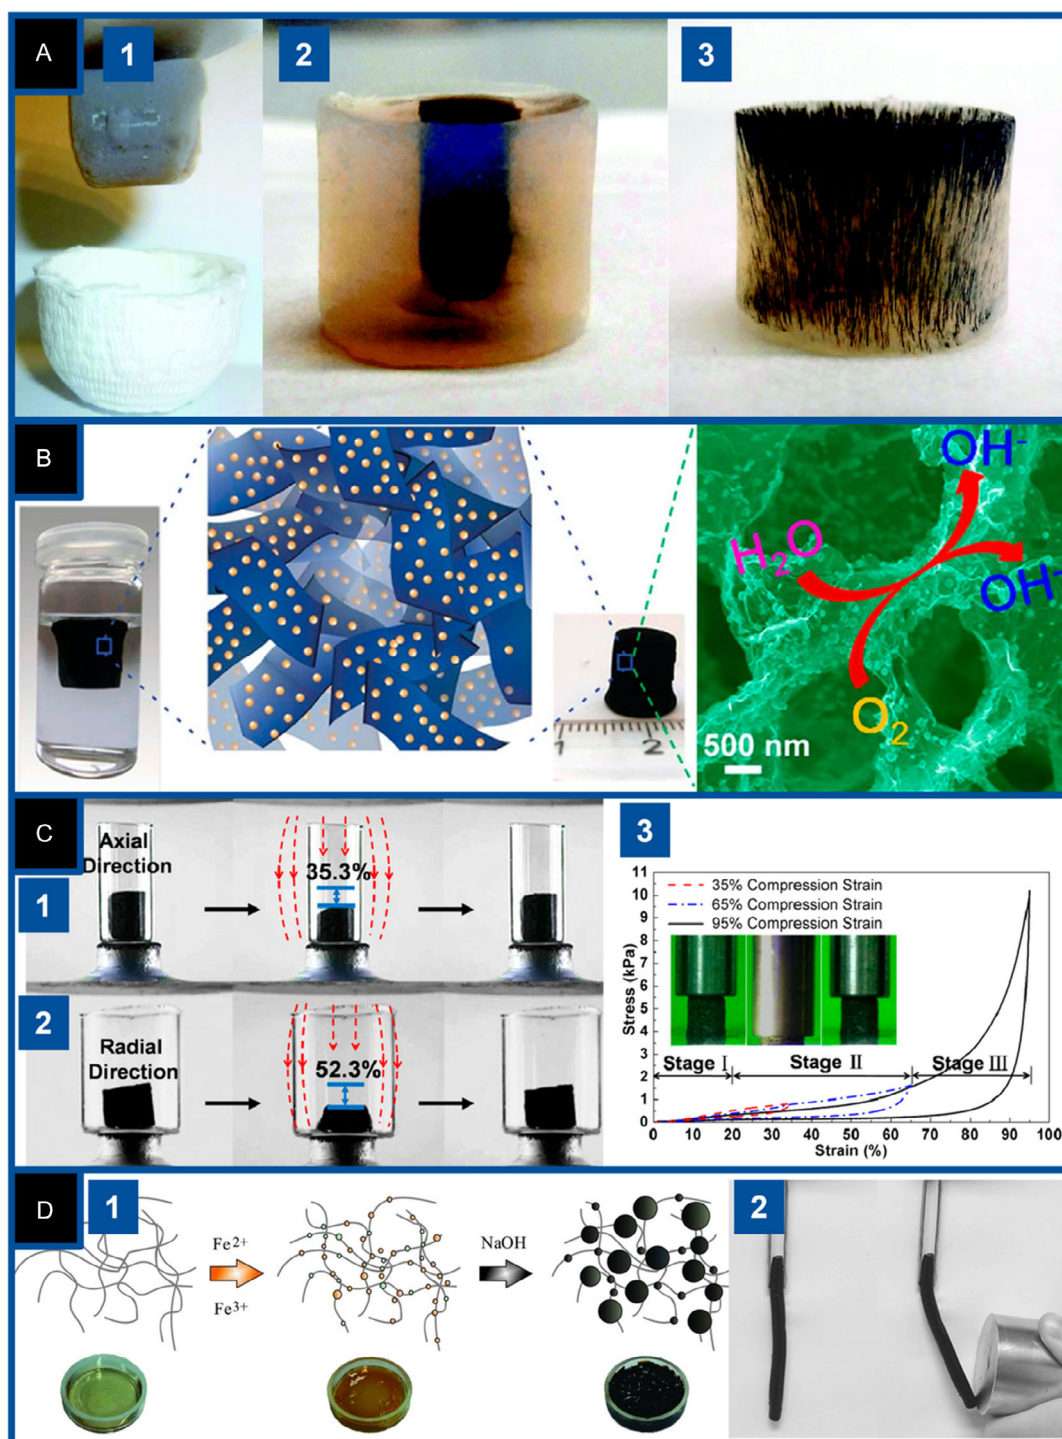 A
1
2
3
B
OH-
H2O
OH-
O2
500 nm
1
2
C
Axial
Direction
1
35.3%
2
Radial
Direction
52.3%
3
Stress (kPa)
11
10
9
8
7
6
5
4
3
2
1
0
35% Compression Strain
65% Compression Strain
95% Compression Strain
Stage I
Stage II
Stage III
0 10 20 30 40 50 60 70 80 90 100
Strain (%)
D
1
Fe2+
Fe3+
NaOH
2